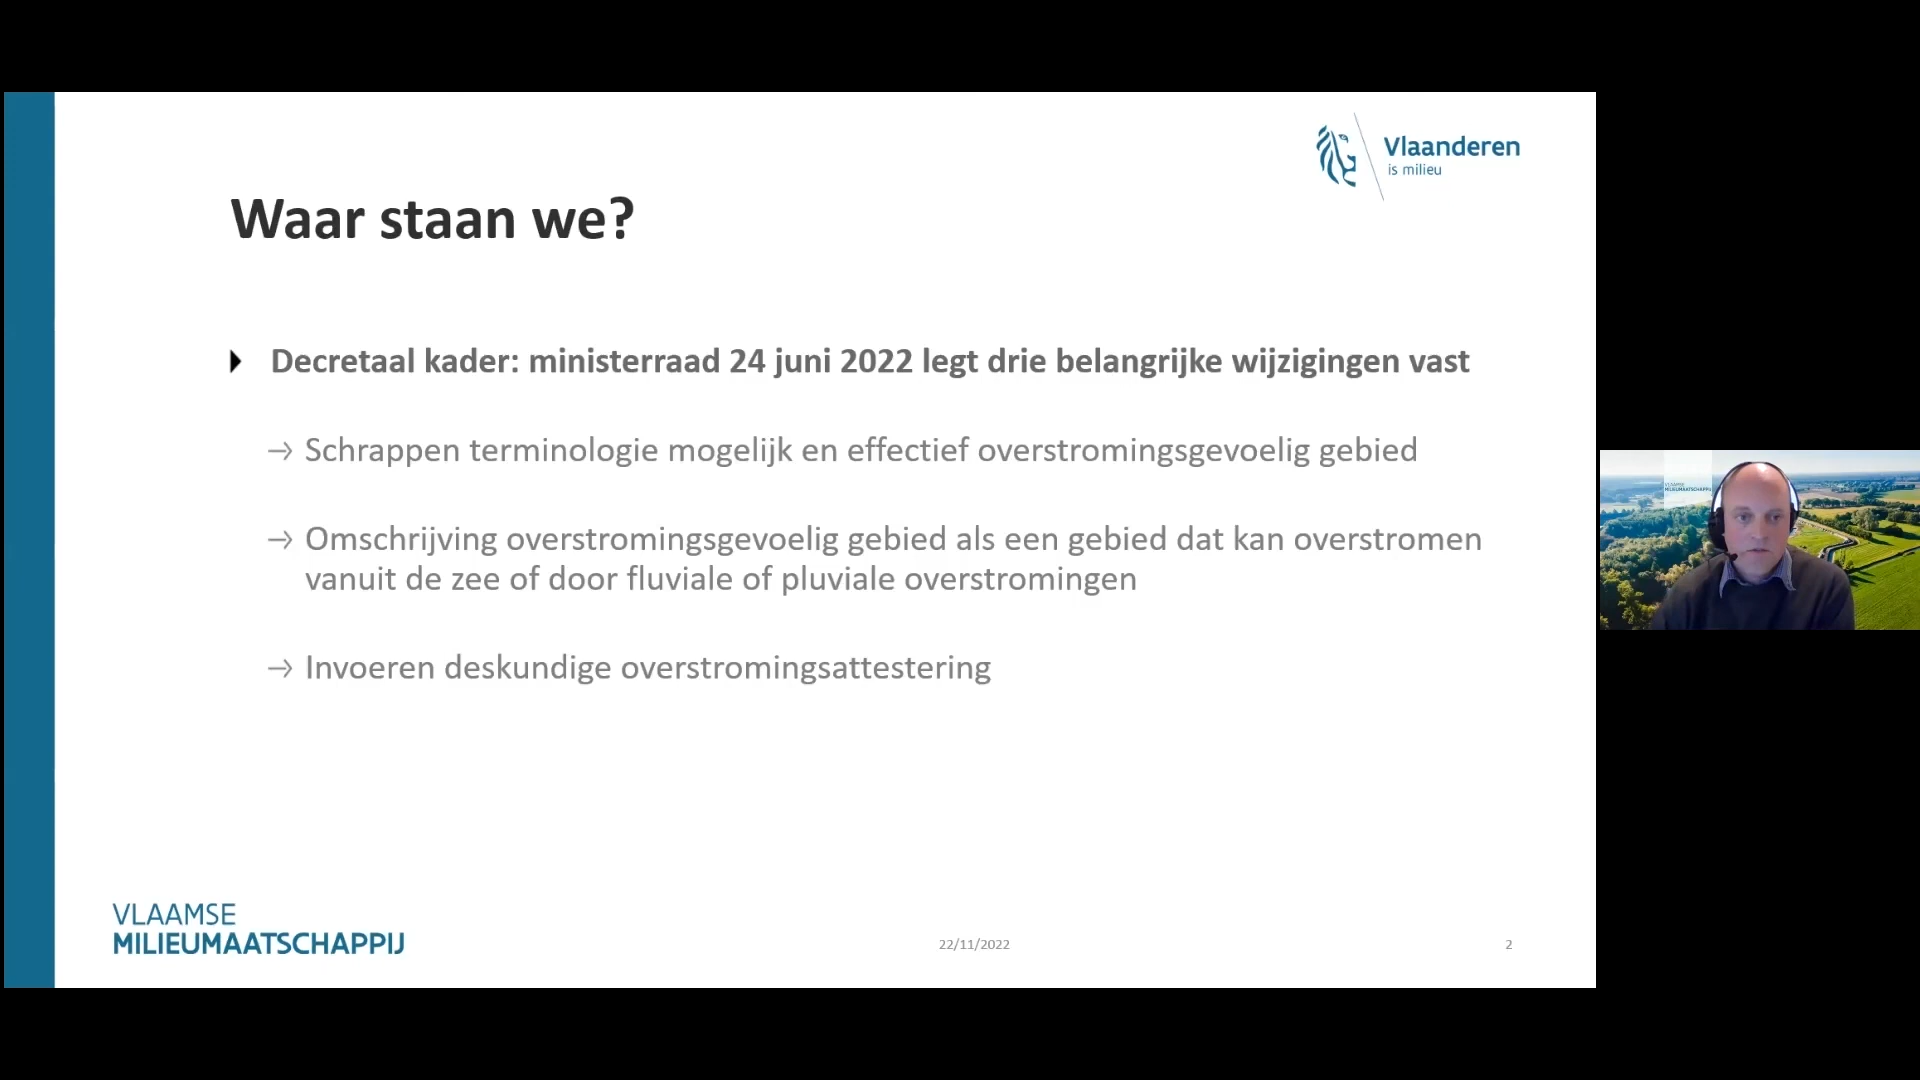 Vlaanderen
is milieu
Waar staan we?
Decretaal kader: ministerraad 24 juni 2022 legt drie belangrijke wijzigingen vast
→ Schrappen terminologie mogelijk en effectief overstromingsgevoelig gebied
→ Omschrijving overstromingsgevoelig gebied als een gebied dat kan overstromen
vanuit de zee of door fluviale of pluviale overstromingen
→ Invoeren deskundige overstromingsattestering
VLAAMSE
MILIEUMAATSCHAPPIJ
22/11/2022
2
VLAAMSE
MILIEUMAATSCHAPPIJ